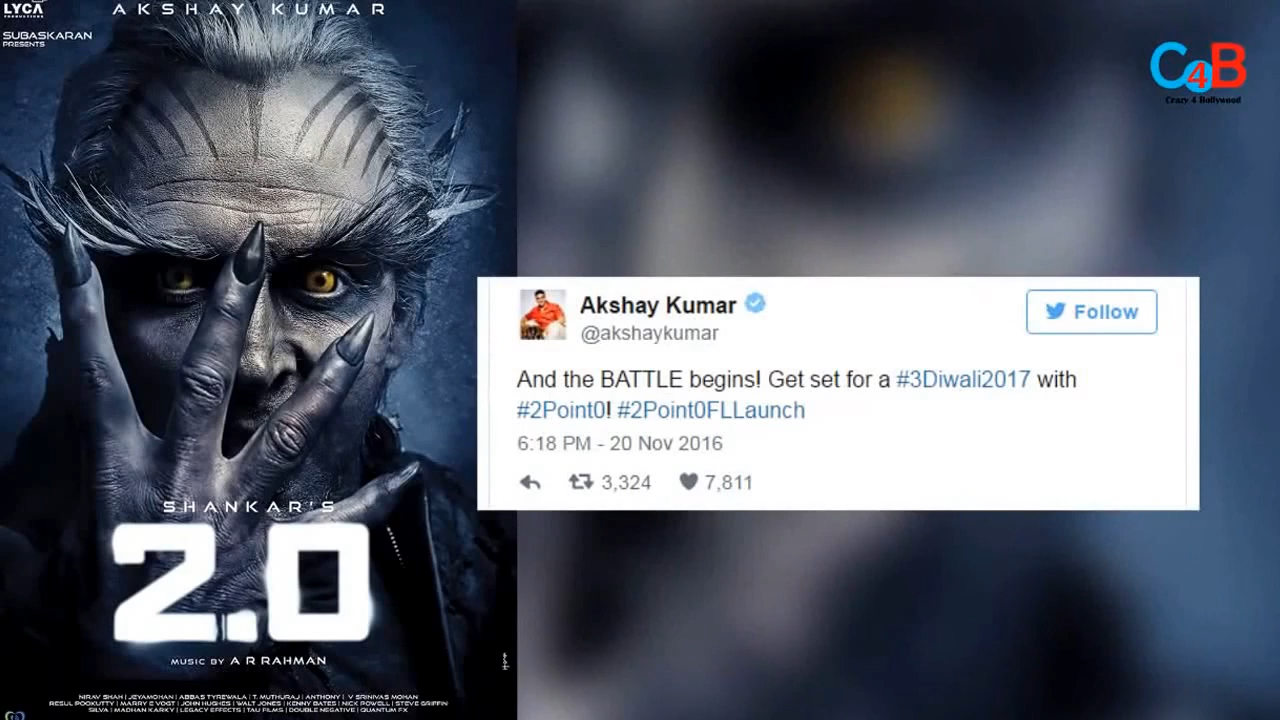 LYCA
PRODUCTIONS
SUBASKARAN
PRESENTS
AKSHAY KUMAR
C4B
Crazy 4 Bollywood
Akshay Kumar
@akshaykumar
Follow
And the BATTLE begins! Get set for a #3Diwali2017 with
#2Point0! #2Point0FLLaunch
6:18 PM - 20 Nov 2016
3,324 7,811
SHANKAR'S
2.0
MUSIC BY A R RAHMAN
NIRAV SHAH | JEYAMOHAN | ABBAS TYREWALA | T. MUTHURAJ | ANTHONY | V SRINIVAS MOHAN
RESUL POOKUTTY | MARRY E VOGT | JOHN HUGHES | WALT JONES | KENNY BATES | NICK POWELL | STEVE GRIFFIN
SILVA | MADHAN KARKY | LEGACY EFFECTS | TAU FILMS | DOUBLE NEGATIVE | QUANTUM FX